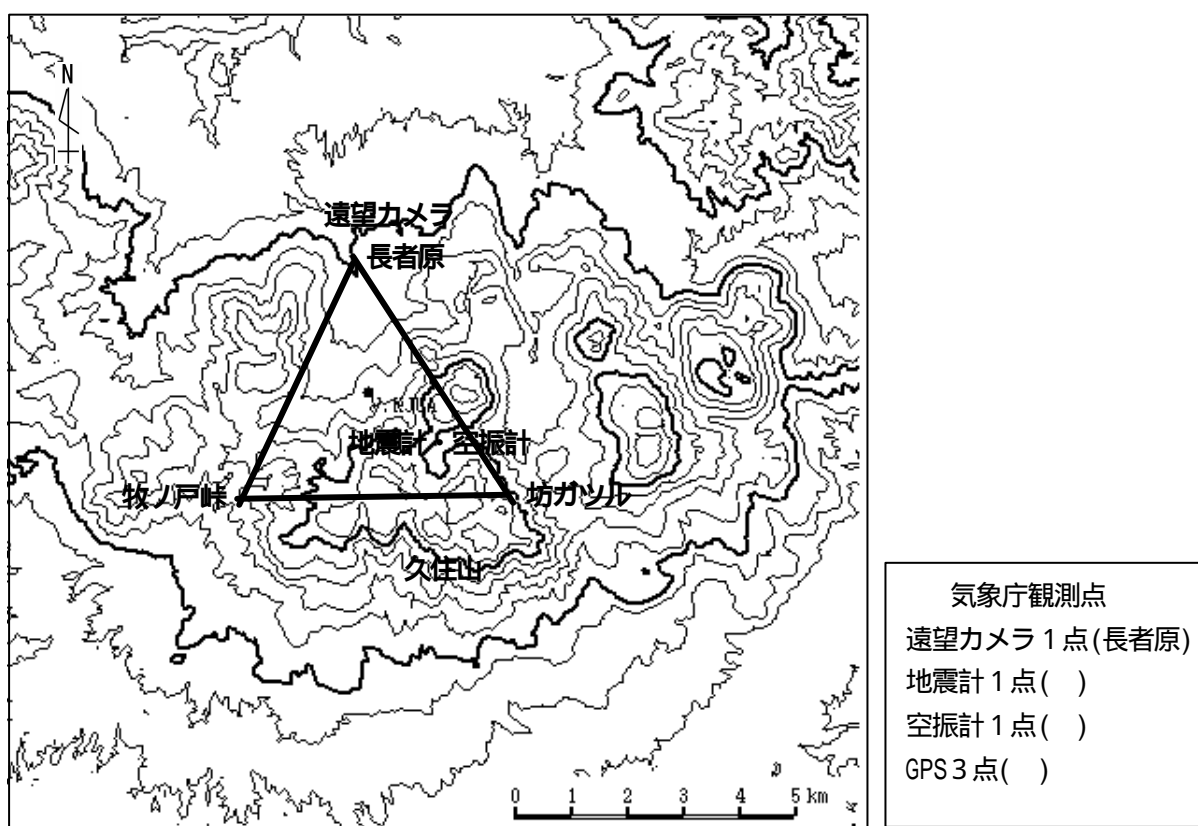 N
遠望カメラ
長者原
地震計 空振計
牧ノ戸峠
坊ガツル
久住山
0 1 2 3 4 5 km
気象庁観測点
遠望カメラ1点(長者原)
地震計1点( )
空振計1点( )
GPS3点( )